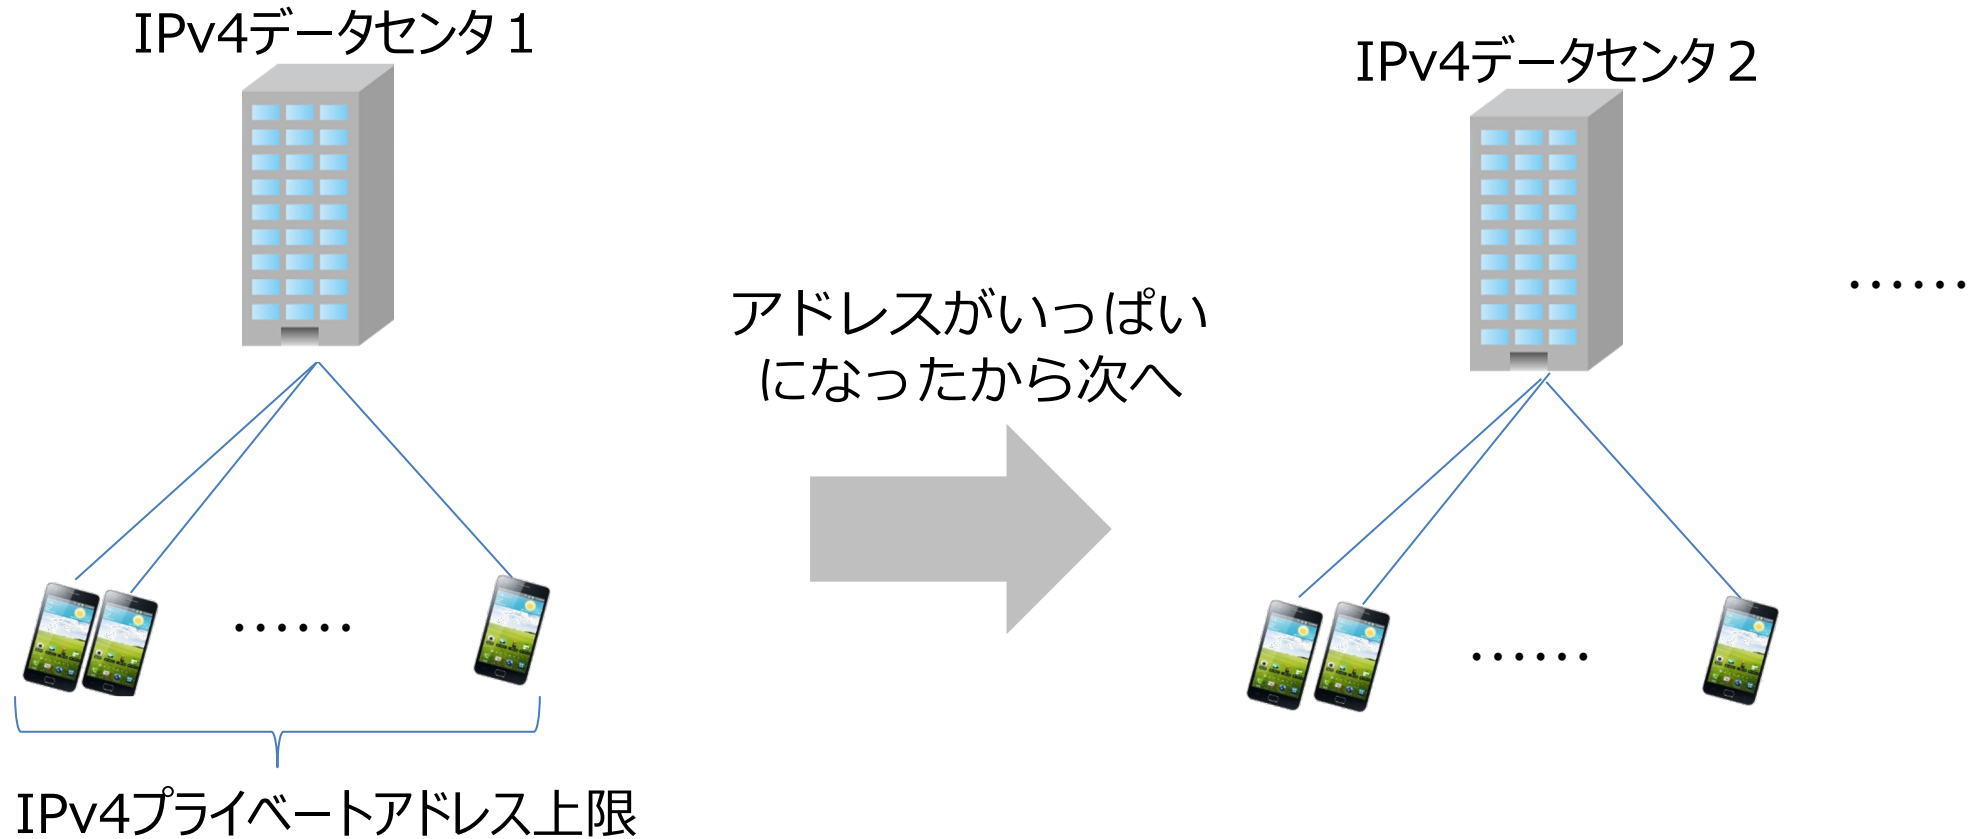 IPv4データセンタ1
IPv4データセンタ2
アドレスがいっぱい
になったから次へ
……
……
……
IPv4プライベートアドレス上限